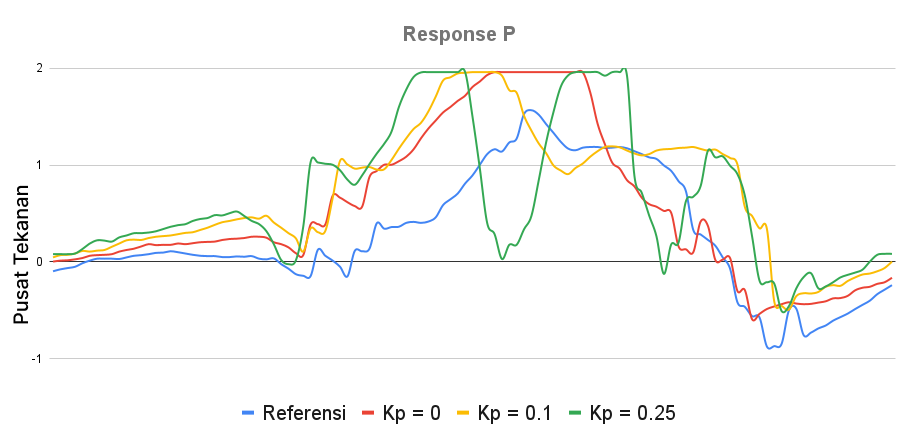 Response P
2
1
0
-1
Pusat Tekanan
Referensi
Kp = 0
Kp = 0.1
Kp = 0.25